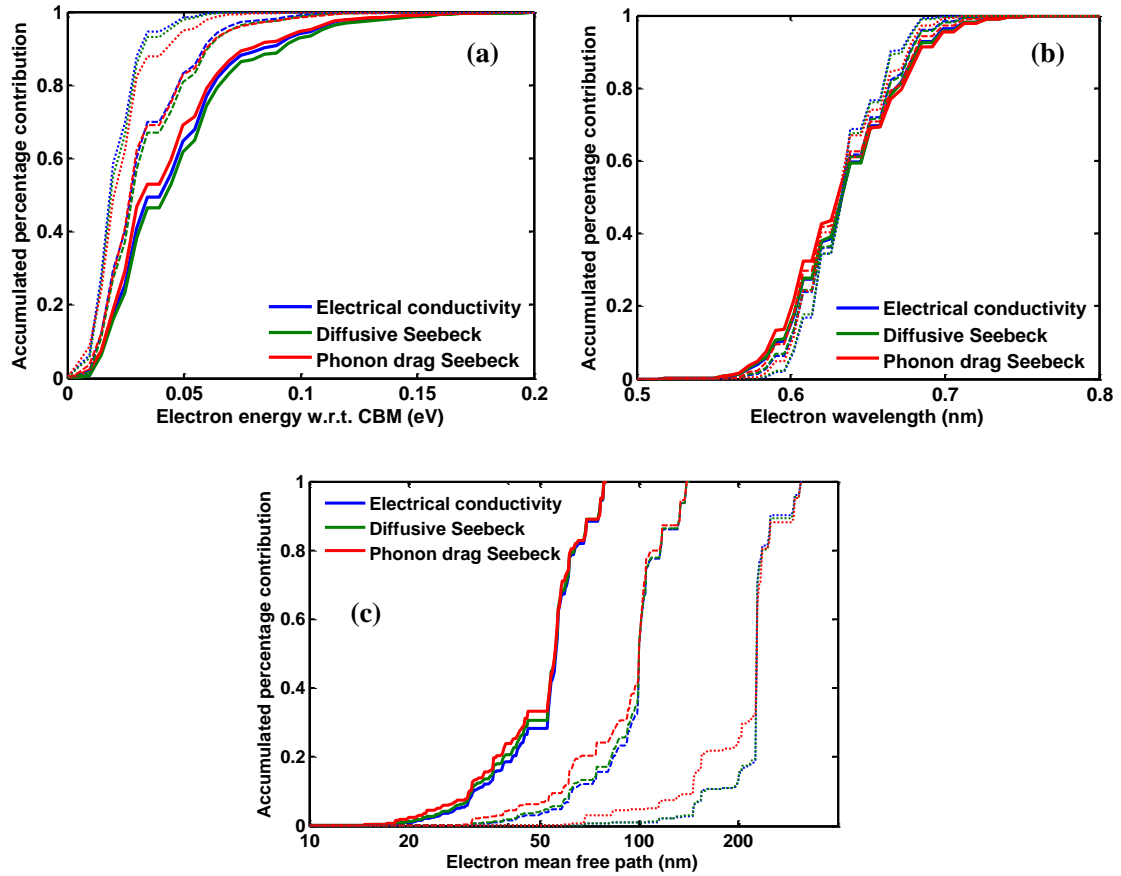 Accumulated percentage contribution
1
0.8
0.6
0.4
0.2
0
(a)
Electrical conductivity
Diffusive Seebeck
Phonon drag Seebeck
0 0.05 0.1 0.15 0.2
Electron energy w.r.t. CBM (eV)
Accumulated percentage contribution
1
0.8
0.6
0.4
0.2
0
(b)
Electrical conductivity
Diffusive Seebeck
Phonon drag Seebeck
0.5 0.6 0.7 0.8
Electron wavelength (nm)
Accumulated percentage contribution
1
0.8
0.6
0.4
0.2
0
Electrical conductivity
Diffusive Seebeck
Phonon drag Seebeck
(c)
10 20 50 100 200
Electron mean free path (nm)